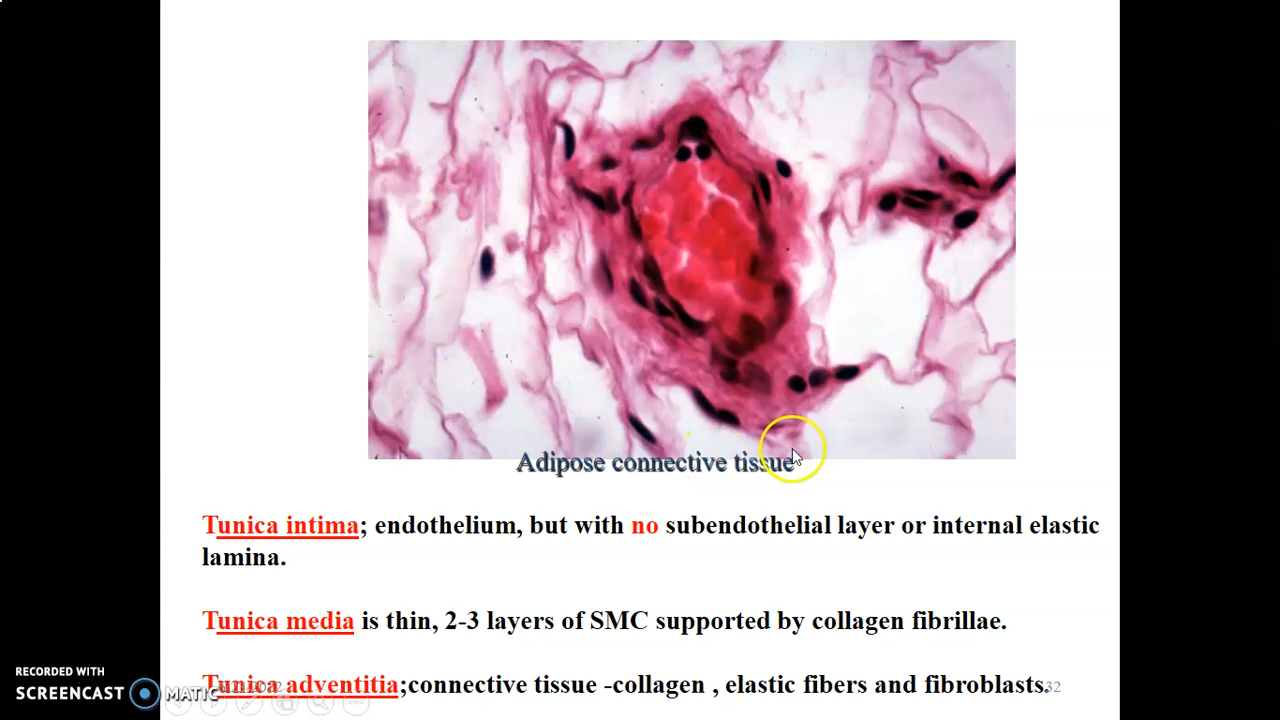 Adipose connective tissue
Tunica intima; endothelium, but with no subendothelial layer or internal elastic
lamina.
Tunica media is thin, 2-3 layers of SMC supported by collagen fibrillae.
Tunica adventitia;connective tissue -collagen , elastic fibers and fibroblasts.
32
RECORDED WITH
SCREENCAST MATIC